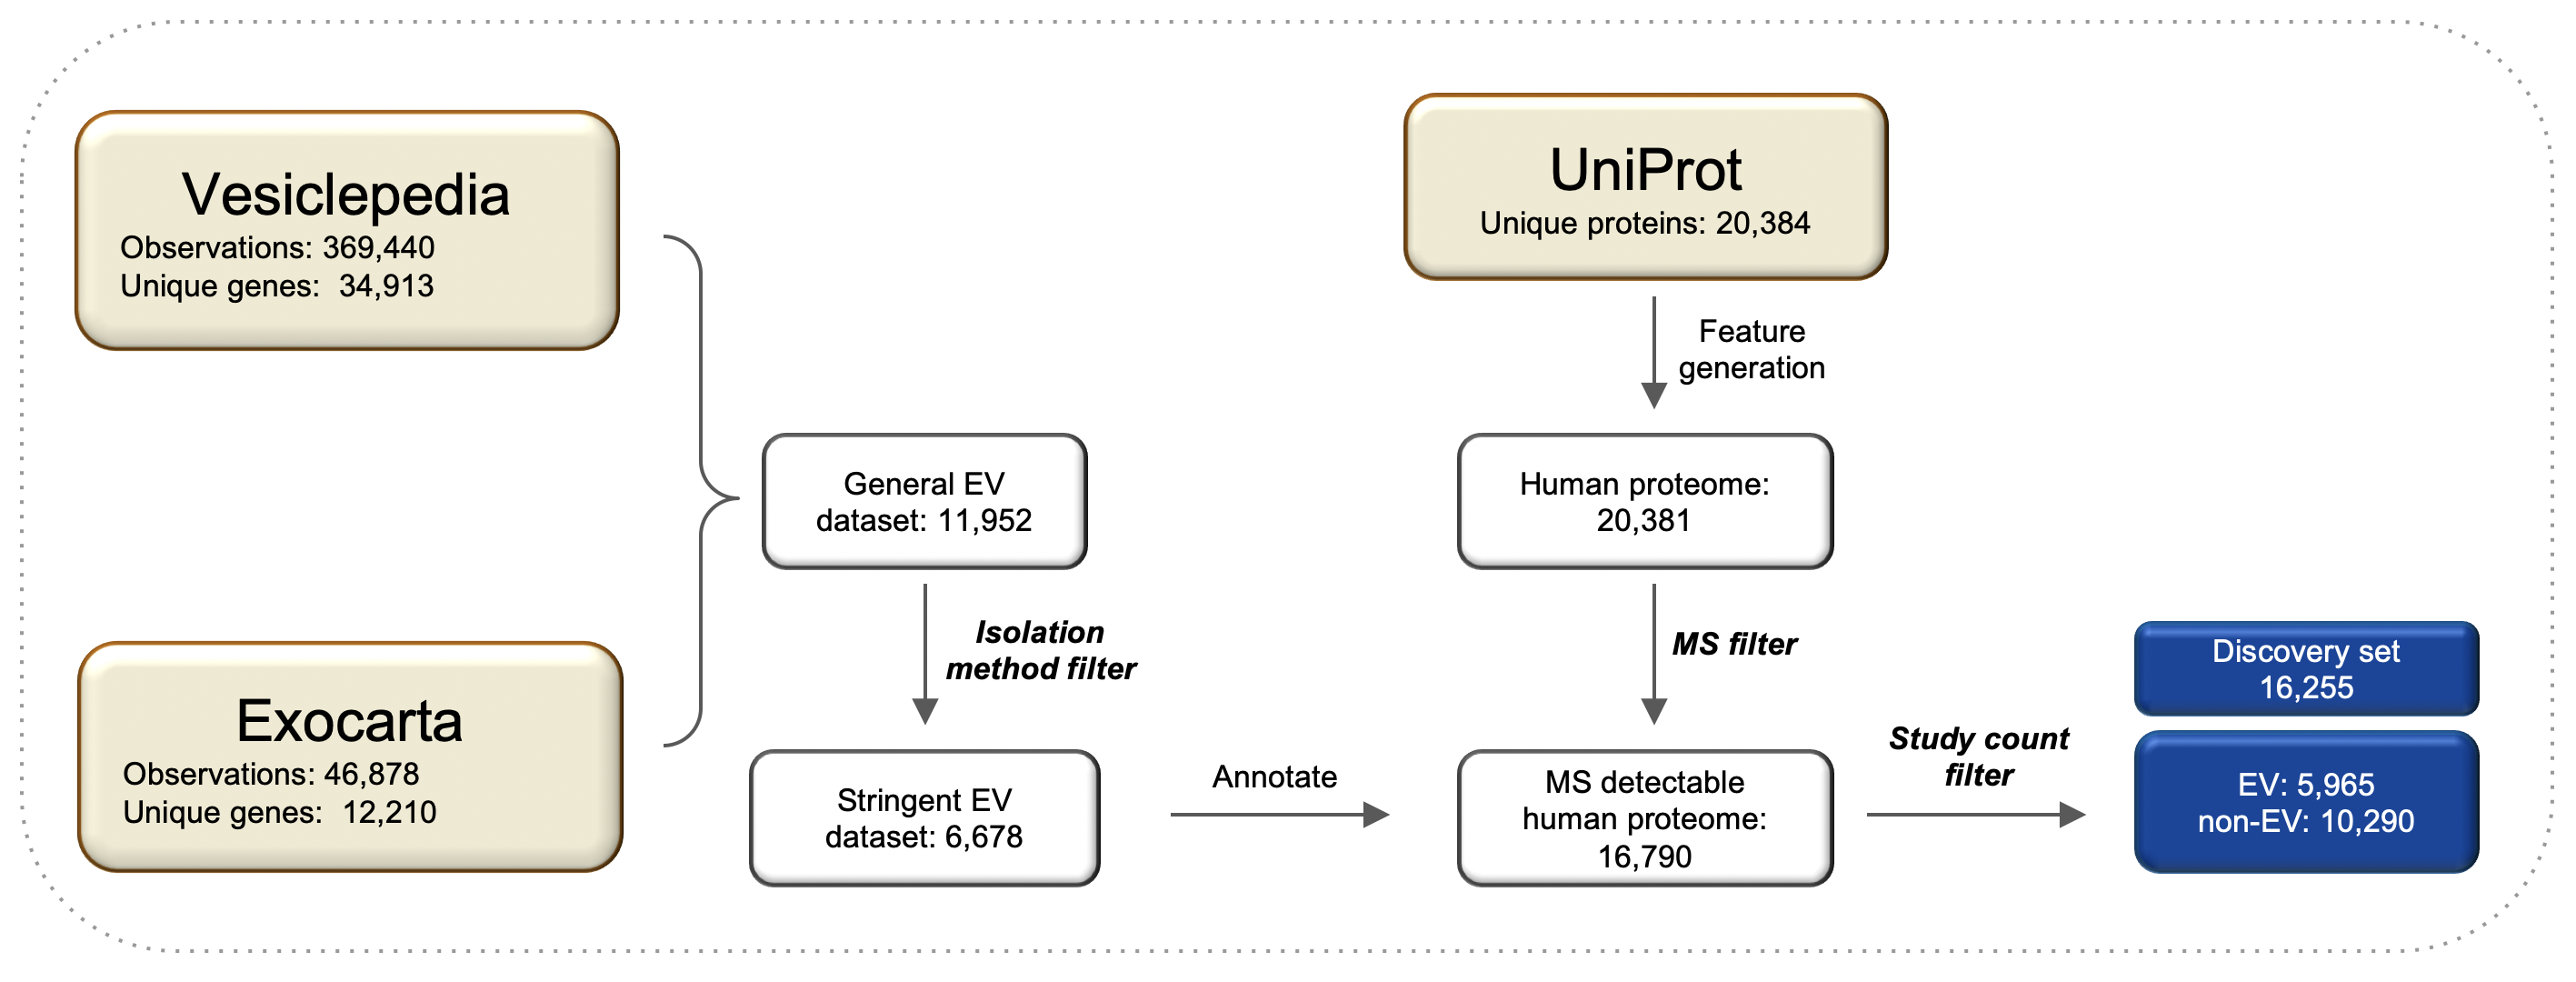 Vesiclepedia
Observations: 369,440
Unique genes: 34,913
Exocarta
Observations: 46,878
Unique genes: 12,210
General EV
dataset: 11,952
Isolation
method filter
Stringent EV
dataset: 6,678
Annotate
UniProt
Unique proteins: 20,384
Feature
generation
Human proteome:
20,381
MS filter
MS detectable
human proteome:
16,790
Study count
filter
Discovery set
16,255
EV: 5,965
non-EV: 10,290